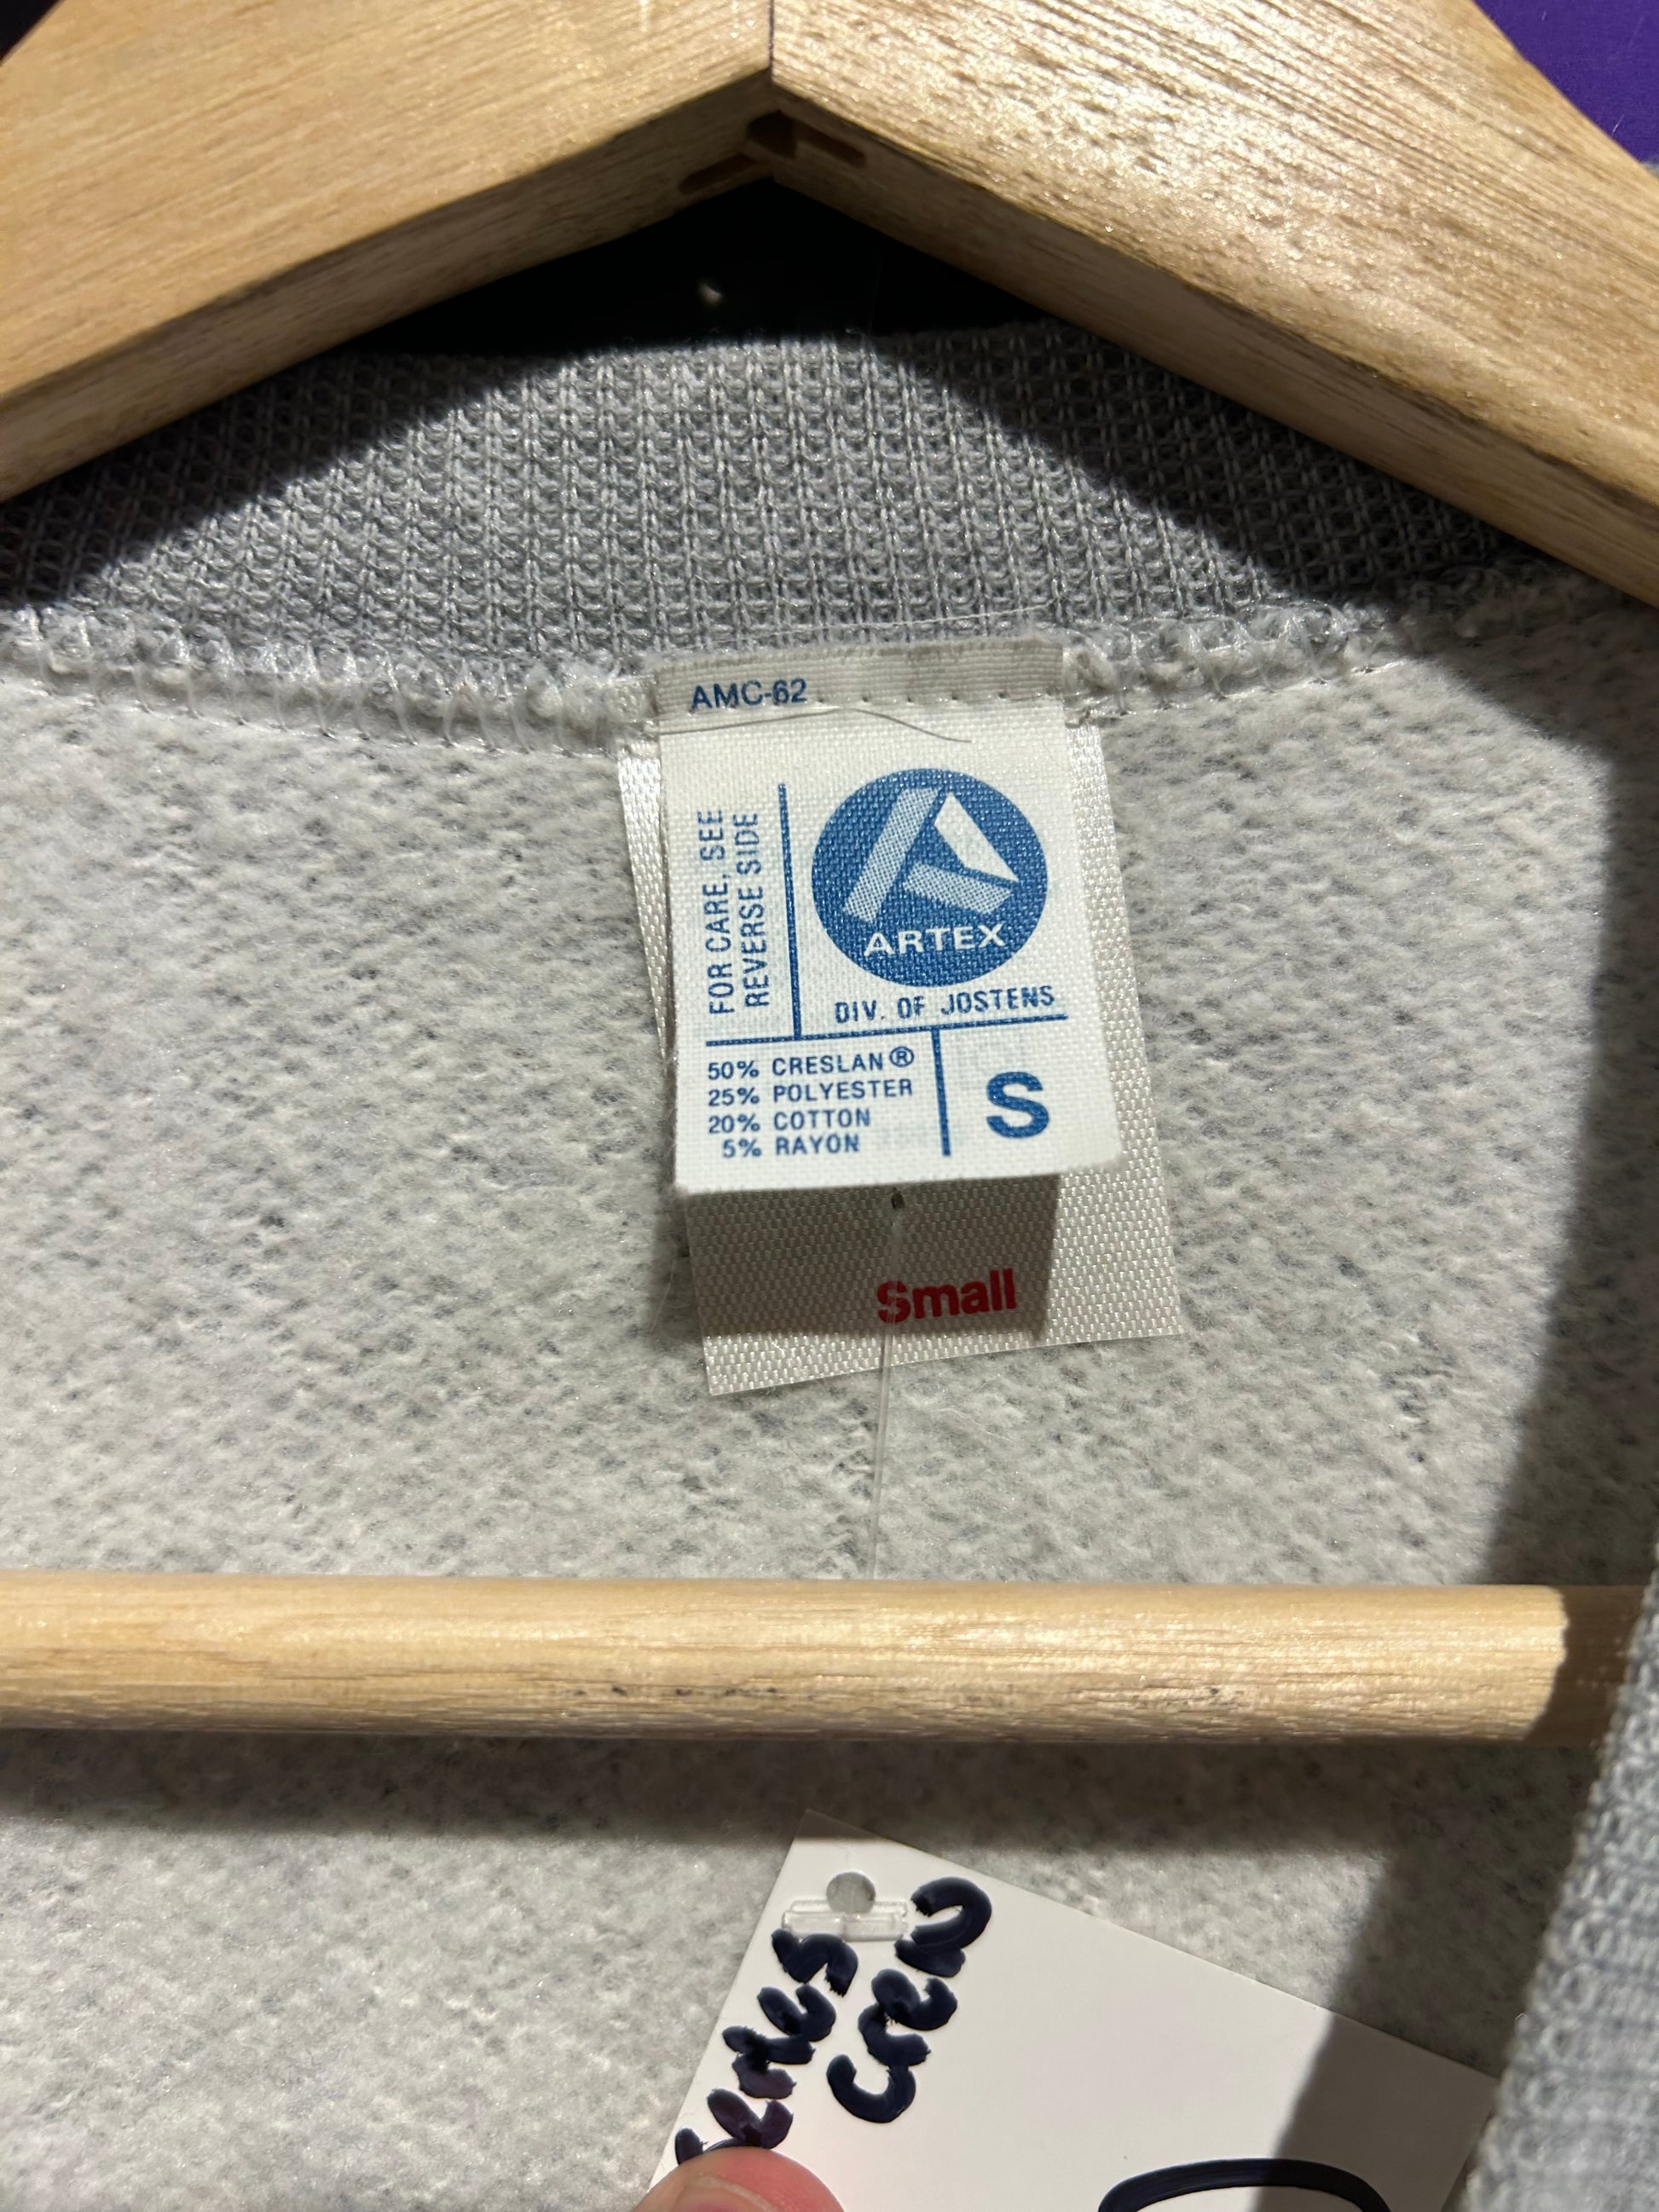 AMC-62
FOR CARE, SEE
REVERSE SIDE
ARTEX
DIV. OF JOSTENS
50% CRESLAN®
25% POLYESTER
20% COTTON
5% RAYON
S
Small
crew